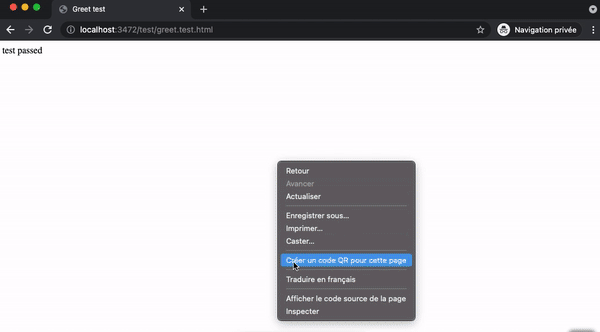 Greet test
localhost:3472/test/greet.test.html
Navigation privée
test passed
Retour
Avancer
Actualiser
Enregistrer sous...
Imprimer...
Caster...
Créer un code QR pour cette page
Traduire en français
Afficher le code source de la page
Inspecter